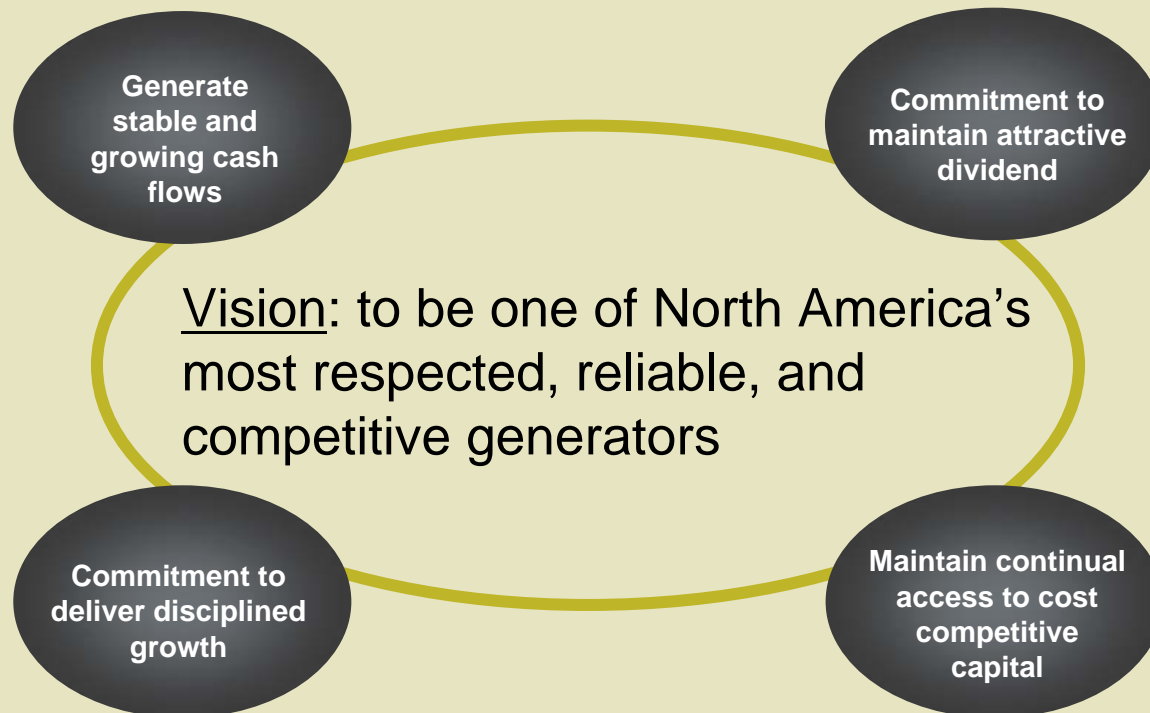 Generate
stable and
growing cash
flows
Commitment to
maintain attractive
dividend
Vision: to be one of North America’s
most respected, reliable, and
competitive generators
Commitment to
deliver disciplined
growth
Maintain continual
access to cost
competitive
capital